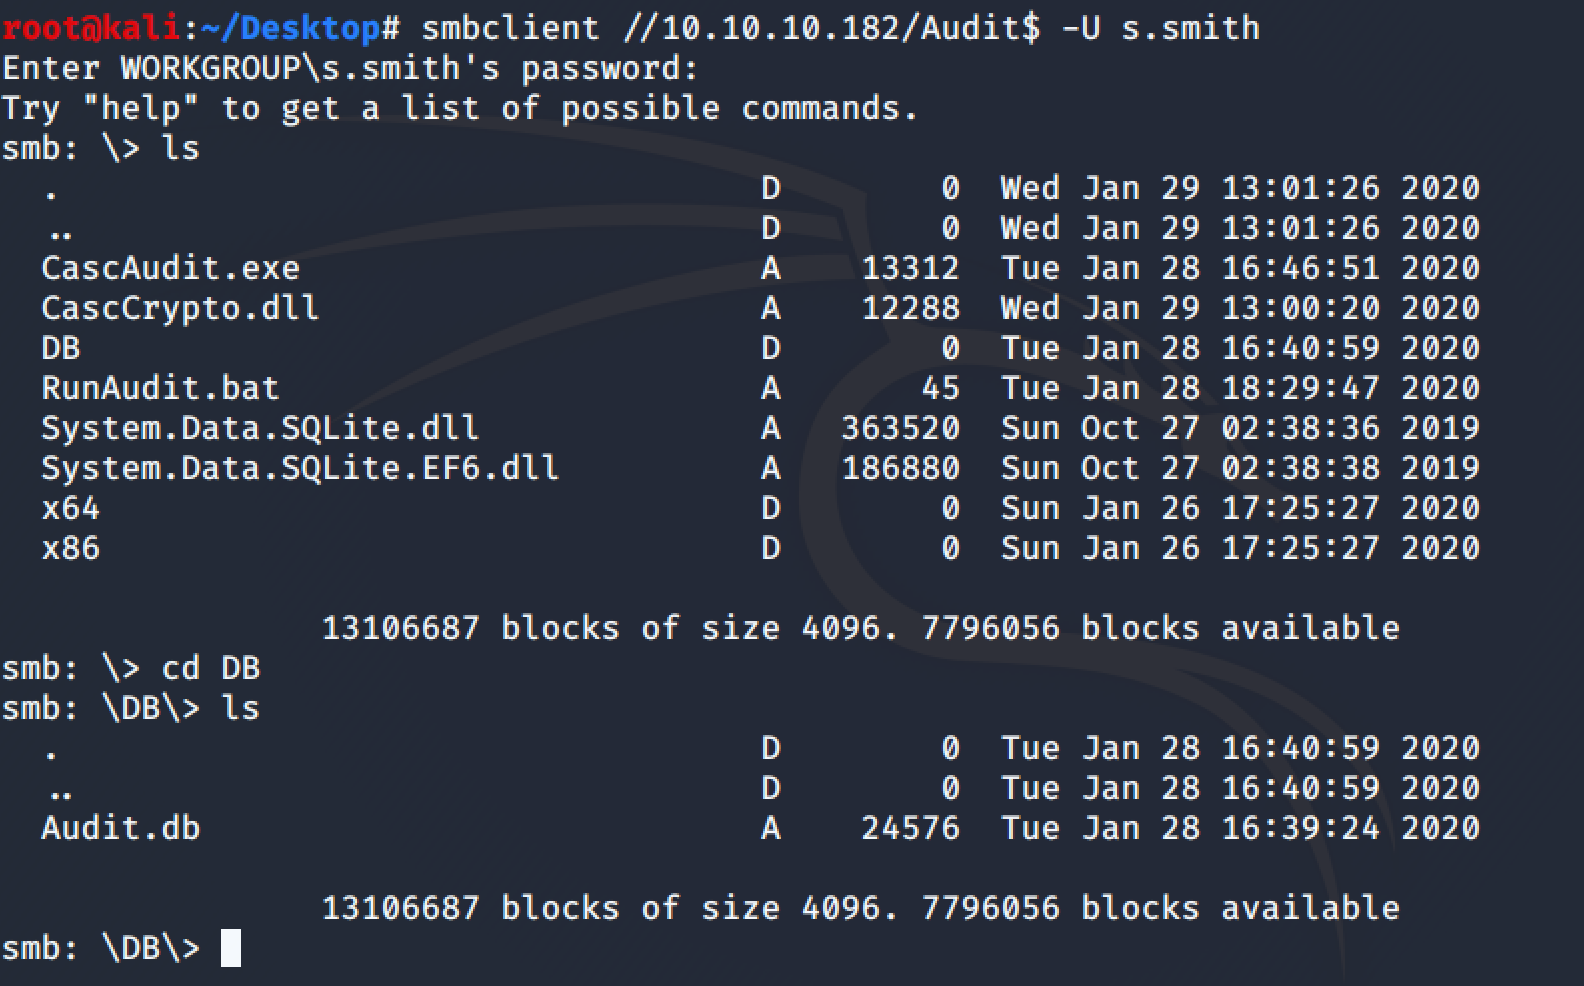 root@kali:~/Desktop# smbclient //10.10.10.182/Audit$ -U s.smith
Enter WORKGROUP\s.smith's password:
Try "help" to get a list of possible commands.
smb: \> ls
  .                                   D        0  Wed Jan 29 13:01:26 2020
  ..                                  D        0  Wed Jan 29 13:01:26 2020
  CascAudit.exe                       A    13312  Tue Jan 28 16:46:51 2020
  CascCrypto.dll                      A    12288  Wed Jan 29 13:00:20 2020
  DB                                  D        0  Tue Jan 28 16:40:59 2020
  RunAudit.bat                        A       45  Tue Jan 28 18:29:47 2020
  System.Data.SQLite.dll              A   363520  Sun Oct 27 02:38:36 2019
  System.Data.SQLite.EF6.dll          A   186880  Sun Oct 27 02:38:38 2019
  x64                                 D        0  Sun Jan 26 17:25:27 2020
  x86                                 D        0  Sun Jan 26 17:25:27 2020
                13106687 blocks of size 4096. 7796056 blocks available
smb: \> cd DB
smb: \DB\> ls
  .                                   D        0  Tue Jan 28 16:40:59 2020
  ..                                  D        0  Tue Jan 28 16:40:59 2020
  Audit.db                            A    24576  Tue Jan 28 16:39:24 2020
                13106687 blocks of size 4096. 7796056 blocks available
smb: \DB\>